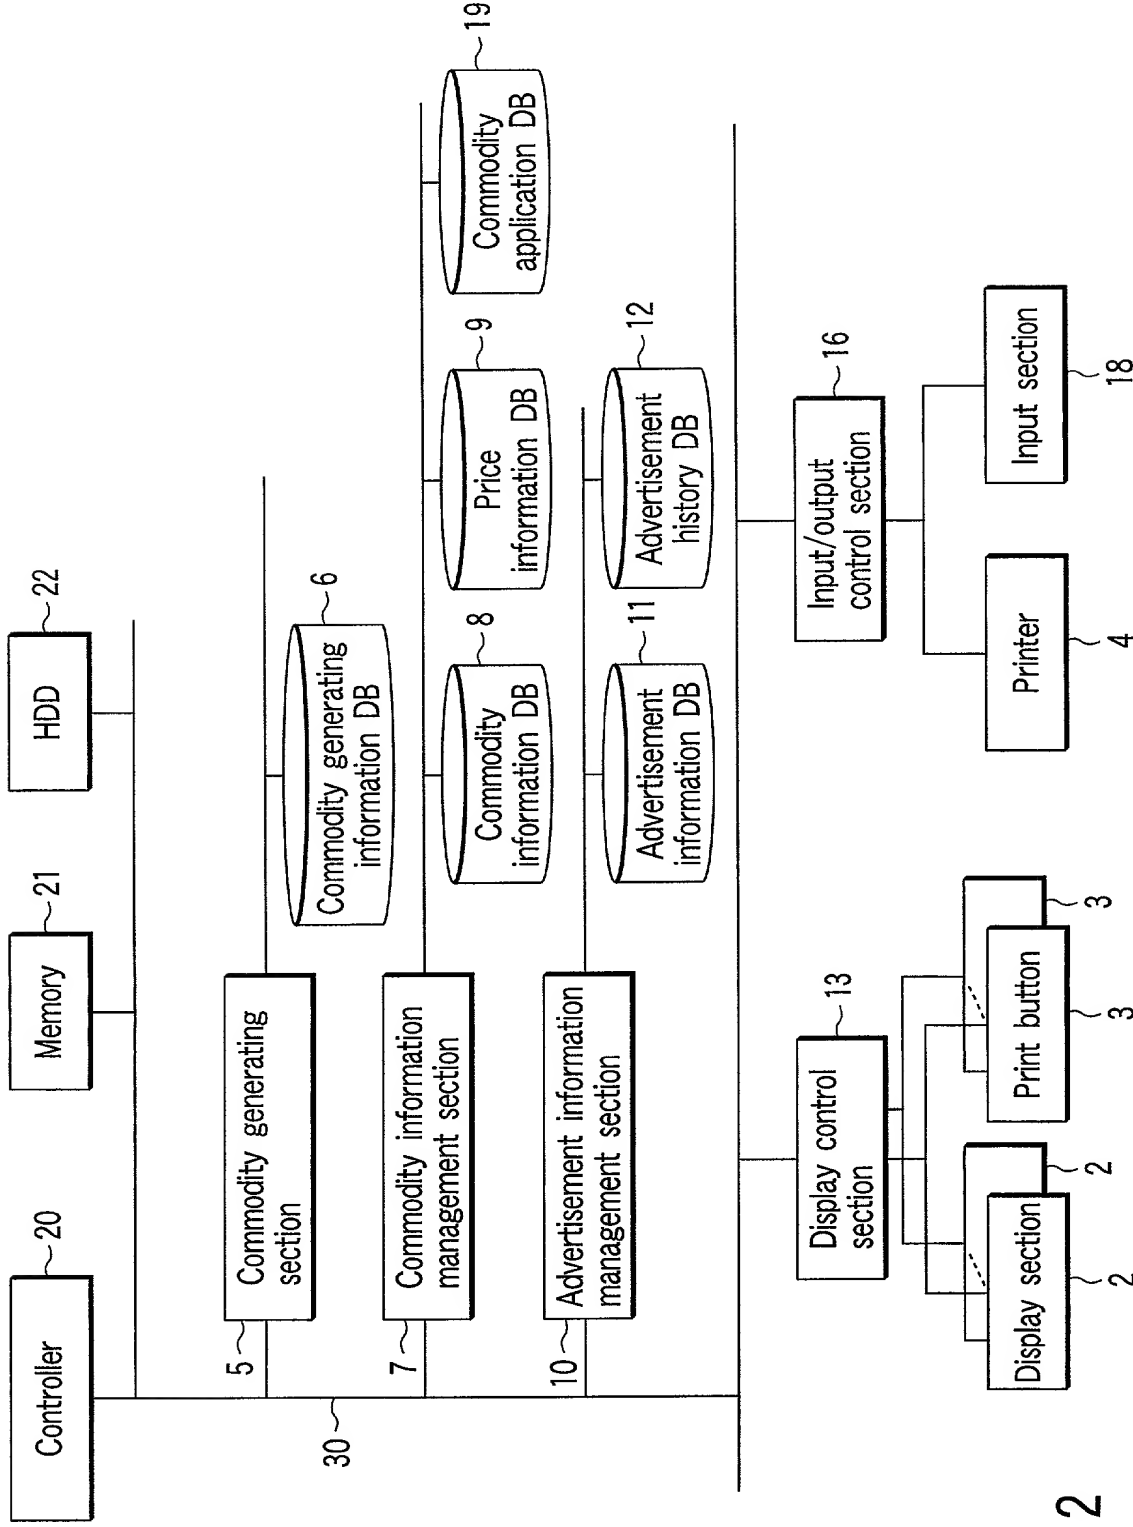 Controller
20
Memory
21
HDD
22
5
Commodity generating
section
Commodity generating
information DB
6
7
Commodity information
management section
Commodity
information DB
8
Price
information DB
9
Commodity
application DB
19
10
Advertisement information
management section
Advertisement
information DB
11
Advertisement
history DB
12
30
Display control
section
13
Input/output
control section
16
Display section
2
2
Print button
3
3
Printer
4
Input section
18
2